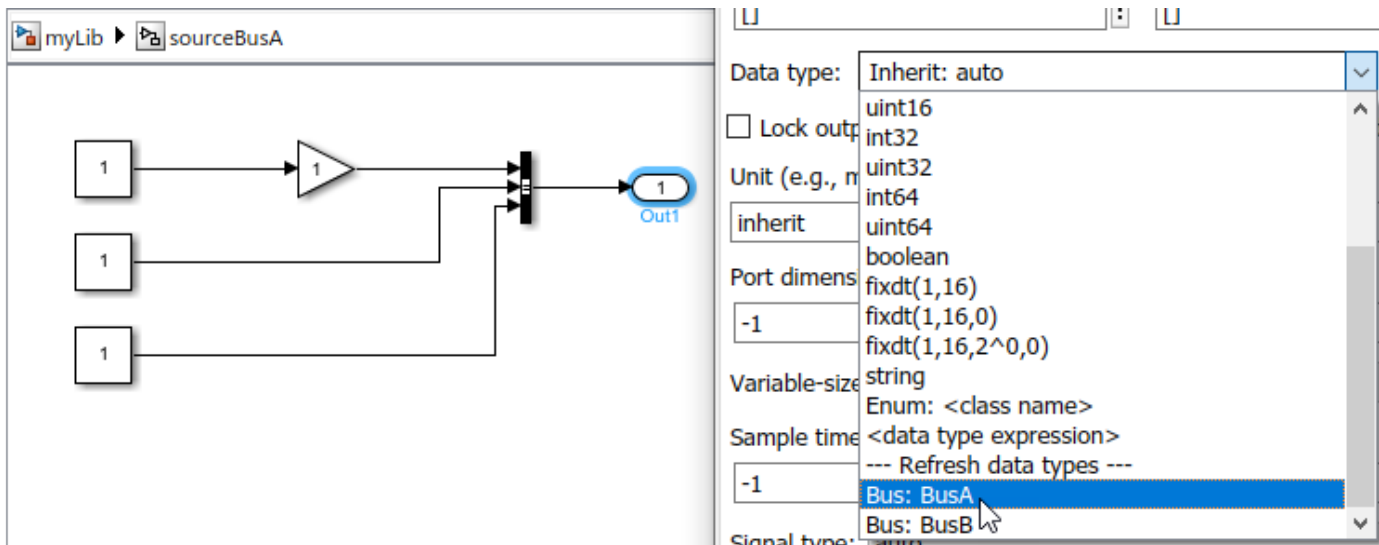 myLib sourceBusA
1
1
Out1
1
1
1
[]
:
[]
Data type: Inherit: auto
Lock outp
Unit (e.g., m
inherit
Port dimens
-1
Variable-size
Sample time
-1
Signal type:
uint16
int32
uint32
int64
uint64
boolean
fixdt(1,16)
fixdt(1,16,0)
fixdt(1,16,2^0,0)
string
Enum: <class name>
<data type expression>
--- Refresh data types ---
Bus: BusA
Bus: BusB